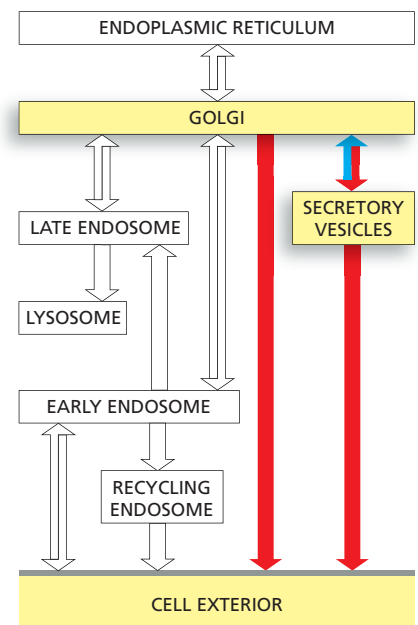 ENDOPLASMIC RETICULUM
GOLGI
LATE ENDOSOME
SECRETORY
VESICLES
LYSOSOME
EARLY ENDOSOME
RECYCLING
ENDOSOME
CELL EXTERIOR